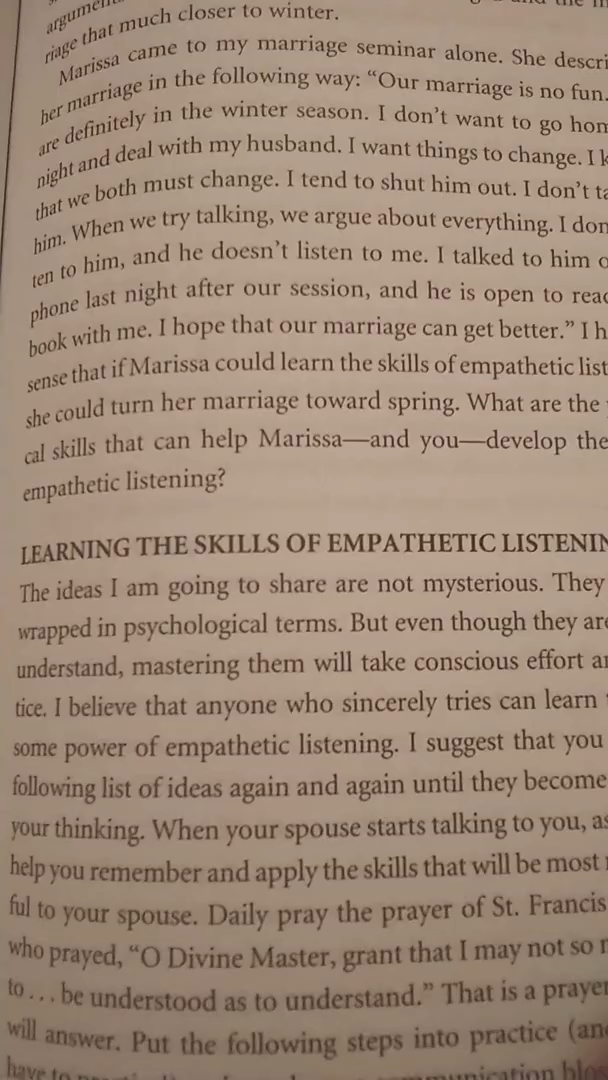 argument
riage that much closer to winter.
Marissa came to my marriage seminar alone. She descri
her marriage in the following way: “Our marriage is no fun.
are definitely in the winter season. I don’t want to go hom
night and deal with my husband. I want things to change. I k
that we both must change. I tend to shut him out. I don’t ta
him. When we try talking, we argue about everything. I don
ten to him, and he doesn’t listen to me. I talked to him o
phone last night after our session, and he is open to read
book with me. I hope that our marriage can get better.” I h
sense that if Marissa could learn the skills of empathetic list
she could turn her marriage toward spring. What are the
cal skills that can help Marissa—and you—develop the
empathetic listening?
LEARNING THE SKILLS OF EMPATHETIC LISTENIN
The ideas I am going to share are not mysterious. They
wrapped in psychological terms. But even though they are
understand, mastering them will take conscious effort an
tice. I believe that anyone who sincerely tries can learn
some power of empathetic listening. I suggest that you
following list of ideas again and again until they become
your thinking. When your spouse starts talking to you, as
help you remember and apply the skills that will be most
ful to your spouse. Daily pray the prayer of St. Francis
who prayed, “O Divine Master, grant that I may not so
to . . . be understood as to understand.” That is a prayer
will answer. Put the following steps into practice (and
have to